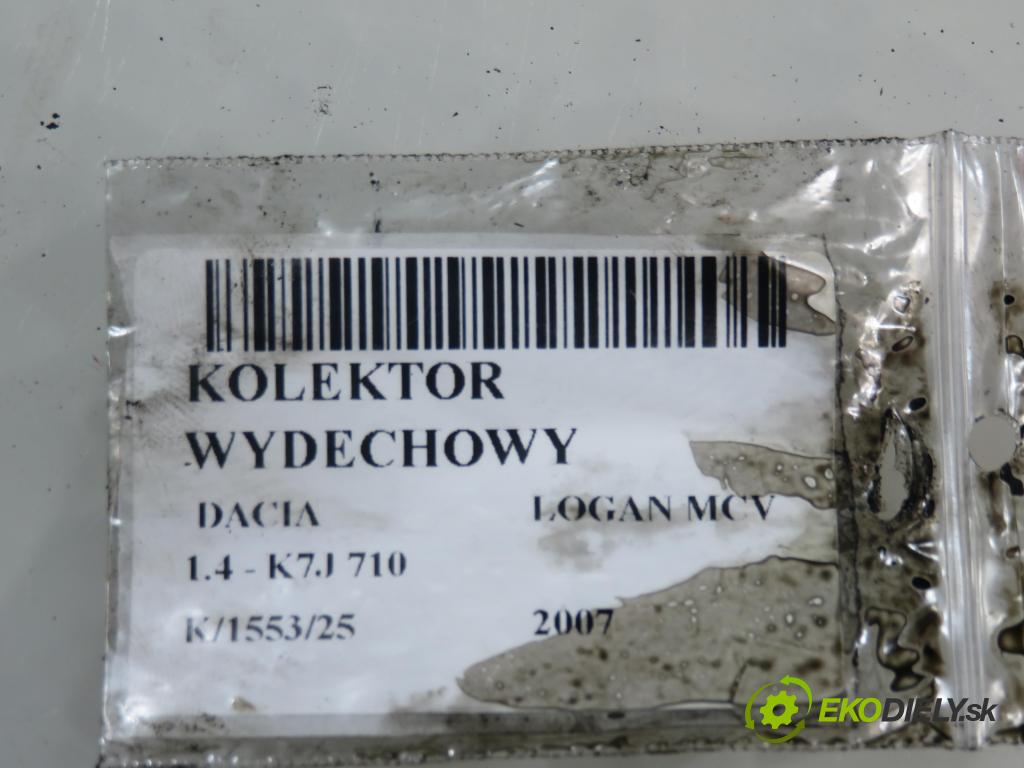 KOLEKTOR
WYDECHOWY
DACIA LOGAN MCV
1.4 - K7J 710
K/1553/25 2007
EKODIELY.sk